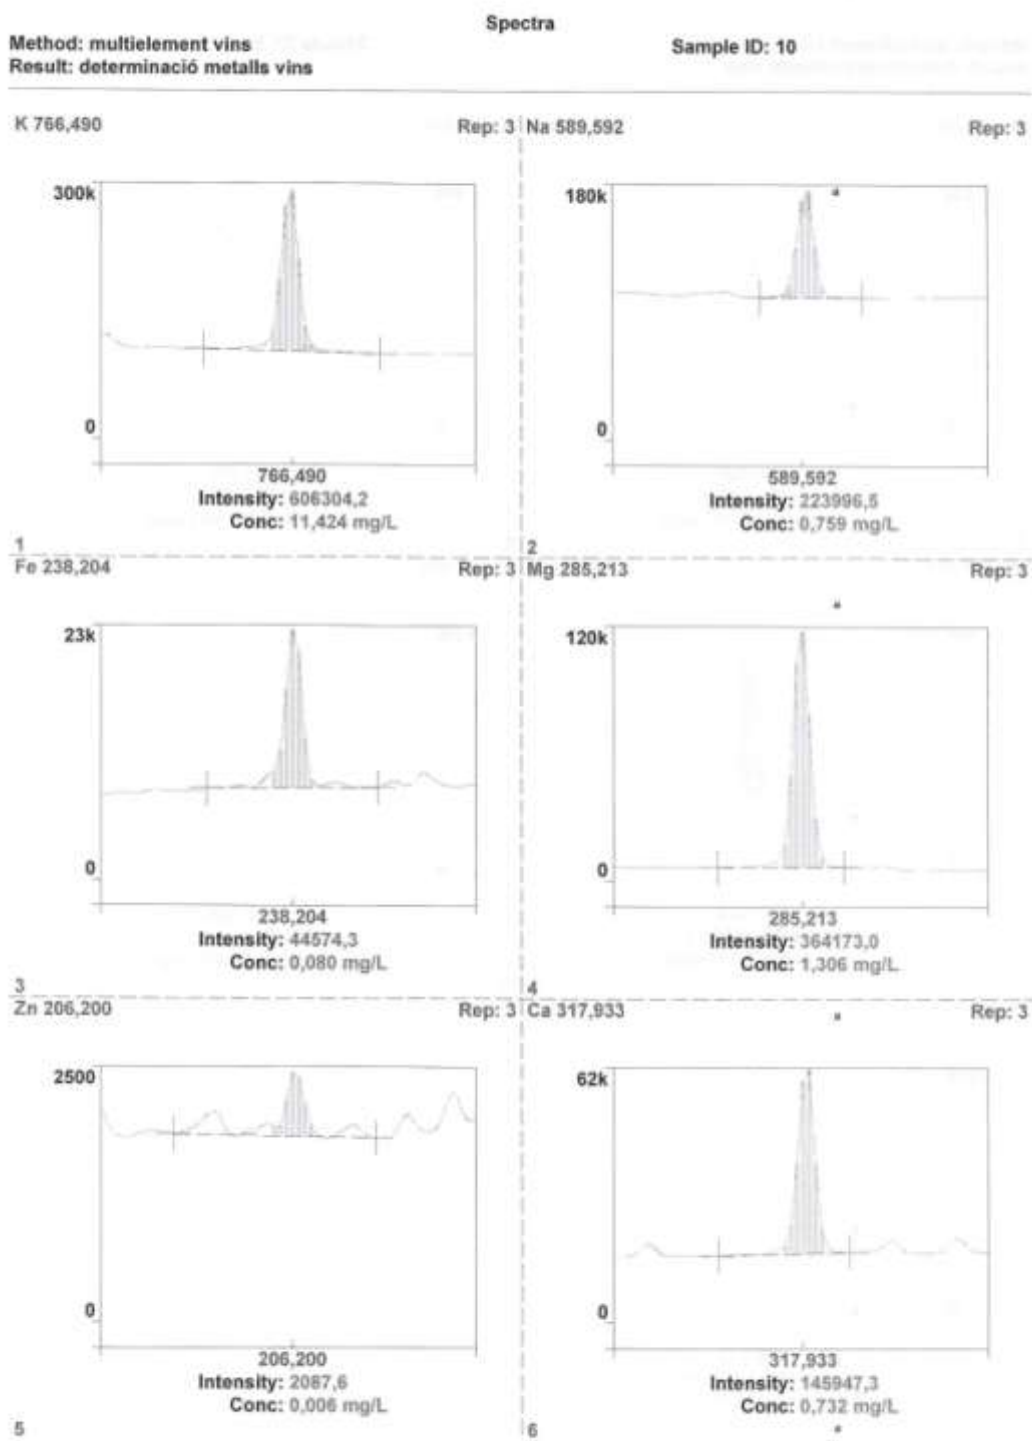 Spectra
Method: multielement vins
Sample ID: 10
Result: determinació metalls vins
K 766,490 Rep: 3
300k
0
766,490
Intensity: 606304,2
Conc: 11,424 mg/L
1
Na 589,592 Rep: 3
180k
0
589,592
Intensity: 223996,5
Conc: 0,759 mg/L
2
Fe 238,204 Rep: 3
23k
0
238,204
Intensity: 44574,3
Conc: 0,080 mg/L
3
Mg 285,213 Rep: 3
120k
0
285,213
Intensity: 364173,0
Conc: 1,306 mg/L
4
Zn 206,200 Rep: 3
2500
0
206,200
Intensity: 2087,6
Conc: 0,006 mg/L
5
Ca 317,933 Rep: 3
62k
0
317,933
Intensity: 145947,3
Conc: 0,732 mg/L
6